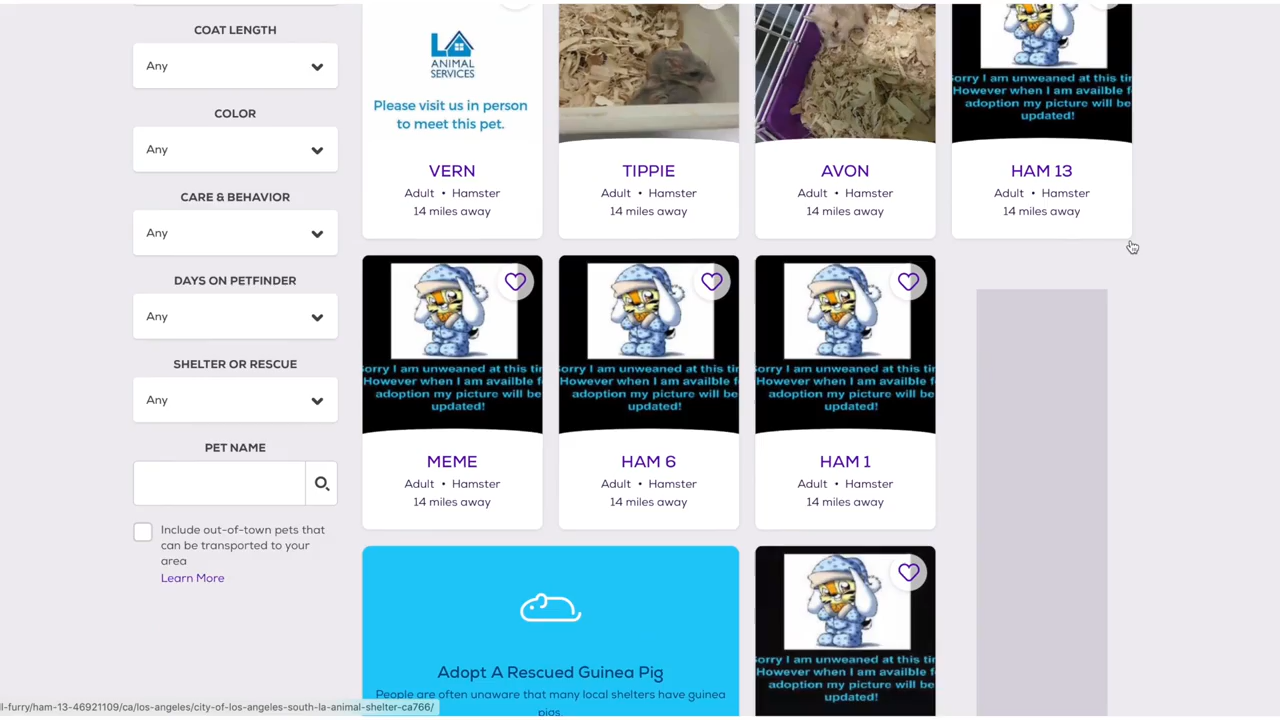 COAT LENGTH
Any
COLOR
Any
CARE & BEHAVIOR
Any
DAYS ON PETFINDER
Any
SHELTER OR RESCUE
Any
PET NAME
Include out-of-town pets that
can be transported to your
area
Learn More
LA
ANIMAL
SERVICES
Please visit us in person
to meet this pet.
VERN
Adult • Hamster
14 miles away
TIPPIE
Adult • Hamster
14 miles away
AVON
Adult • Hamster
14 miles away
orry I am unweaned at this tin
However when I am availble f
adoption my picture will be
updated!
HAM 13
Adult • Hamster
14 miles away
orry I am unweaned at this tin
However when I am availble f
adoption my picture will be
updated!
MEME
Adult • Hamster
14 miles away
orry I am unweaned at this tin
However when I am availble f
adoption my picture will be
updated!
HAM 6
Adult • Hamster
14 miles away
orry I am unweaned at this tin
However when I am availble f
adoption my picture will be
updated!
HAM 1
Adult • Hamster
14 miles away
Adopt A Rescued Guinea Pig
People are often unaware that many local shelters have guinea
pigs.
orry I am unweaned at this tin
However when I am availble f
adoption my picture will be
ll-furry/ham-13-46921109/ca/los-angeles/city-of-los-angeles-south-la-animal-shelter-ca766/